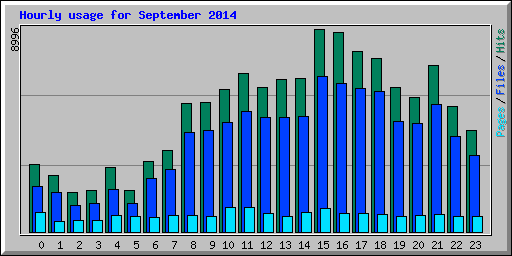 Hourly usage for September 2014
8996
Pages/Files/Hits
0 1 2 3 4 5 6 7 8 9 10 11 12 13 14 15 16 17 18 19 20 21 22 23